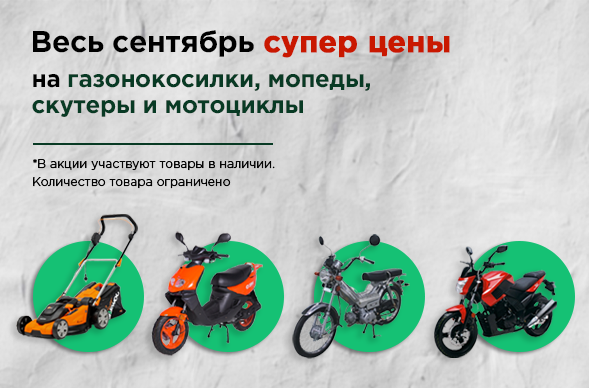 Весь сентябрь супер цены
на газонокосилки, мопеды,
скутеры и мотоциклы
*В акции участвуют товары в наличии.
Количество товара ограничено